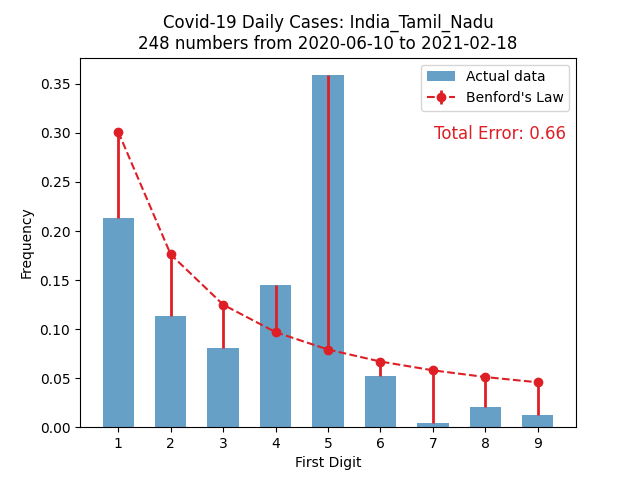 Covid-19 Daily Cases: India_Tamil_Nadu
248 numbers from 2020-06-10 to 2021-02-18
Actual data
Benford's Law
Total Error: 0.66
Frequency
0.35
0.30
0.25
0.20
0.15
0.10
0.05
0.00
1 2 3 4 5 6 7 8 9
First Digit